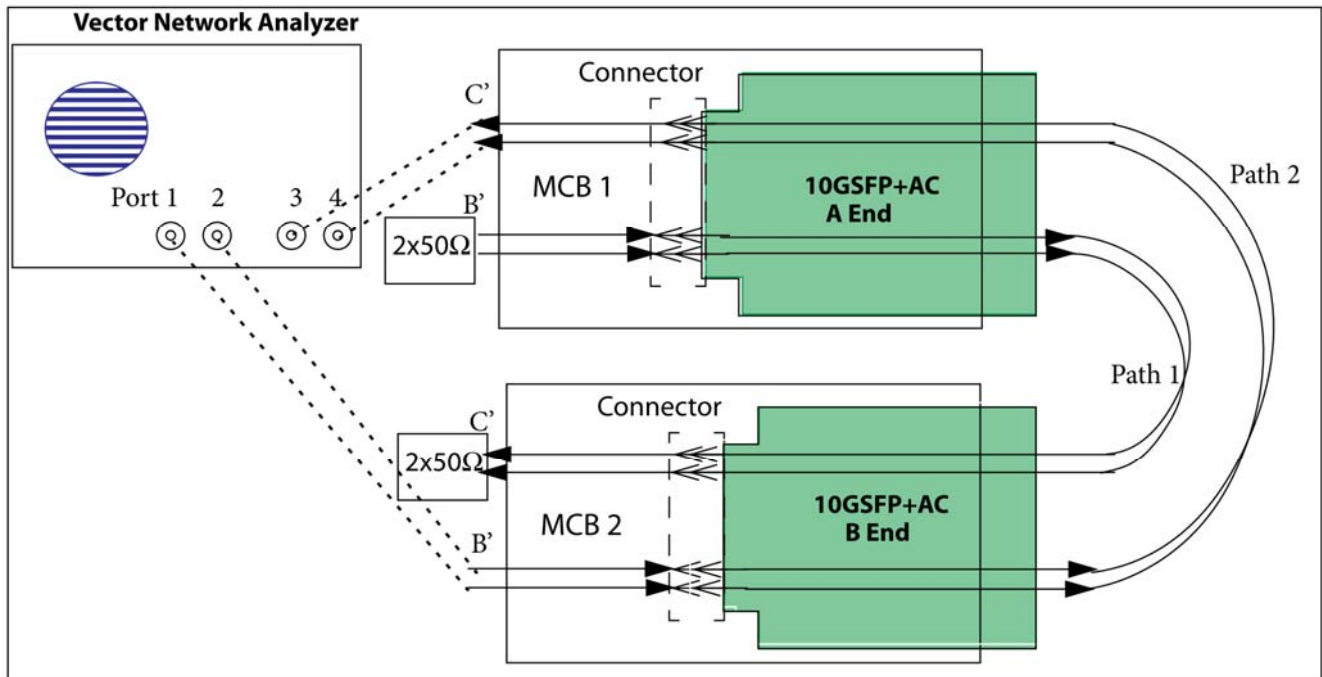 Vector Network Analyzer
Port 1
2
3
4
C’
B’
2x50Ω
Connector
MCB 1
10GSFP+AC
A End
Path 2
Path 1
C’
2x50Ω
B’
Connector
MCB 2
10GSFP+AC
B End